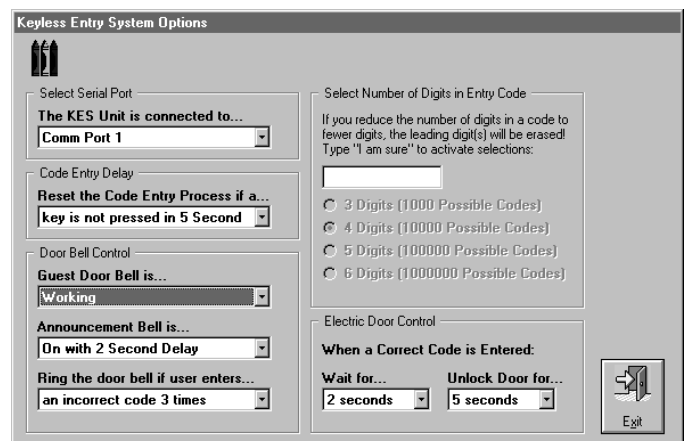 Keyless Entry System Options
Select Serial Port
The KES Unit is connected to...
Comm Port 1
Code Entry Delay
Reset the Code Entry Process if a...
key is not pressed in 5 Second
Door Bell Control
Guest Door Bell is...
Working
Announcement Bell is...
On with 2 Second Delay
Ring the door bell if user enters...
an incorrect code 3 times
Select Number of Digits in Entry Code
If you reduce the number of digits in a code to
fewer digits, the leading digit(s) will be erased!
Type "I am sure" to activate selections:
3 Digits (1000 Possible Codes)
4 Digits (10000 Possible Codes)
5 Digits (100000 Possible Codes)
6 Digits (1000000 Possible Codes)
Electric Door Control
When a Correct Code is Entered:
Wait for... Unlock Door for...
2 seconds 5 seconds
Exit